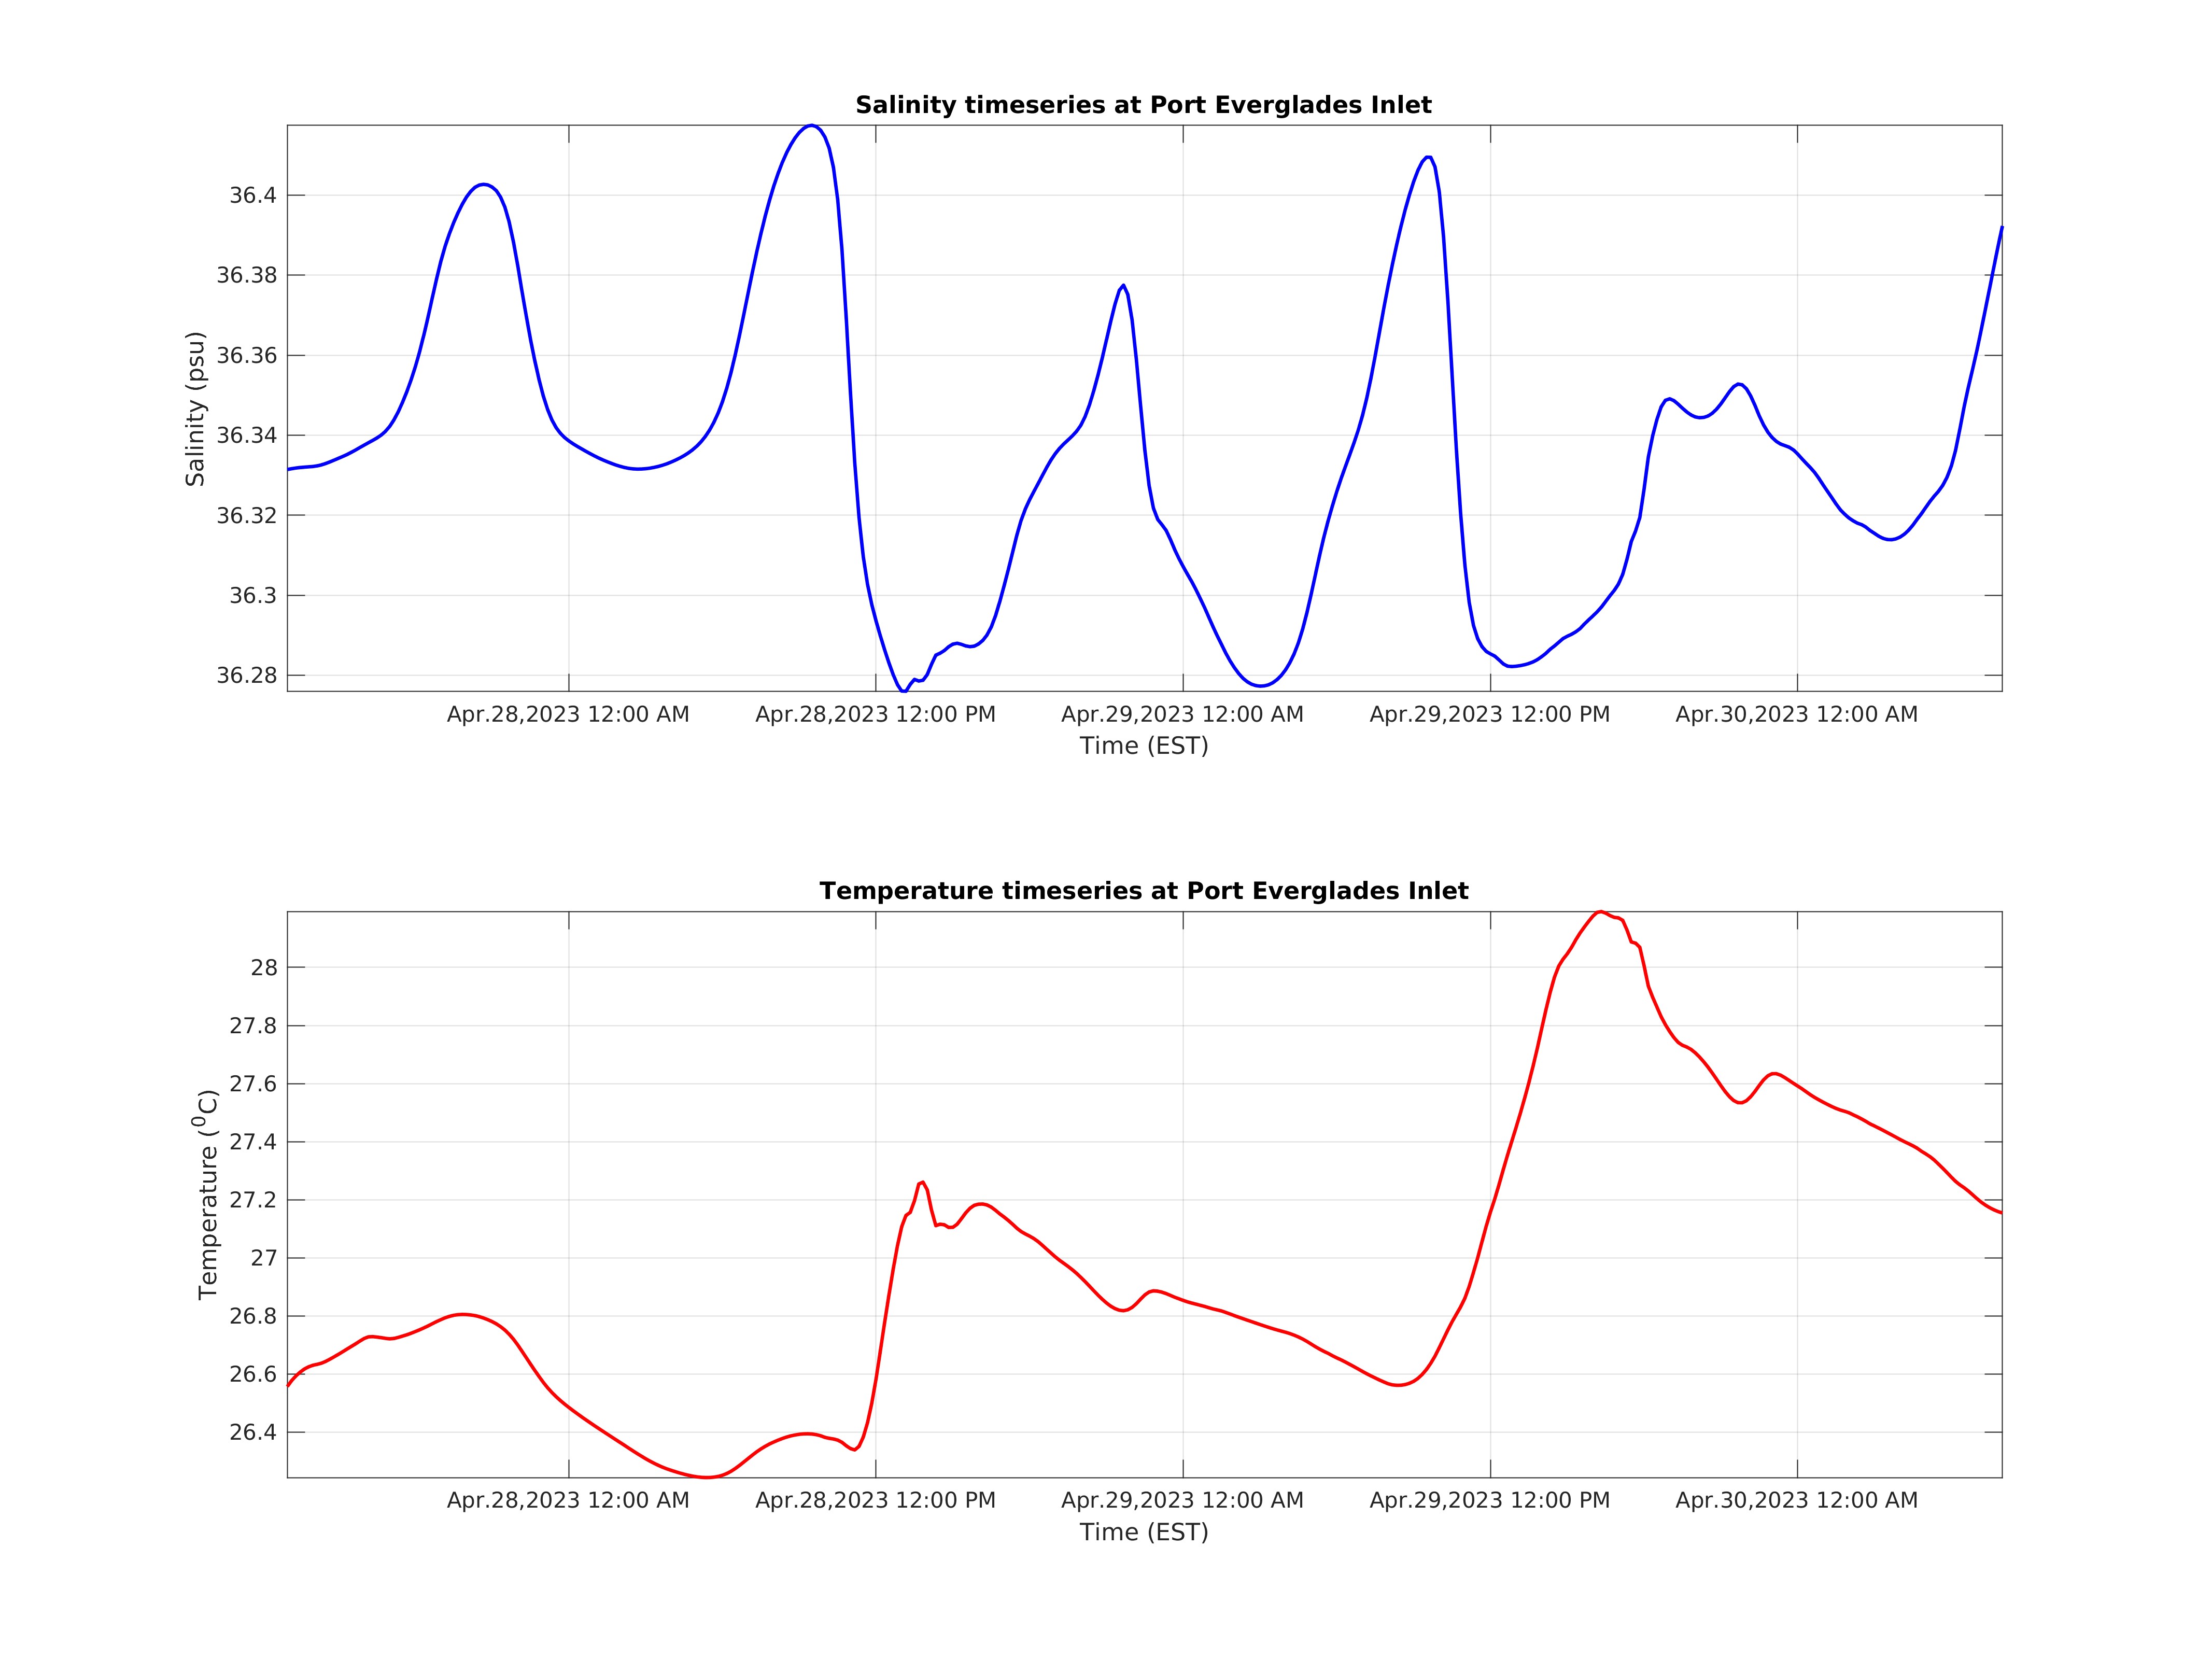 Salinity timeseries at Port Everglades Inlet
36.4
36.38
36.36
36.34
36.32
36.3
36.28
Salinity (psu)
Apr.28,2023 12:00 AM
Apr.28,2023 12:00 PM
Apr.29,2023 12:00 AM
Apr.29,2023 12:00 PM
Apr.30,2023 12:00 AM
Time (EST)
Temperature timeseries at Port Everglades Inlet
28
27.8
27.6
27.4
27.2
27
26.8
26.6
26.4
Temperature (⁰C)
Apr.28,2023 12:00 AM
Apr.28,2023 12:00 PM
Apr.29,2023 12:00 AM
Apr.29,2023 12:00 PM
Apr.30,2023 12:00 AM
Time (EST)